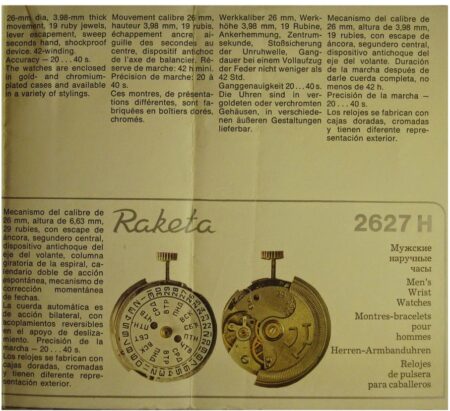 26-mm dia, 3.98-mm thick
movement, 19 ruby jewels,
lever escapement, sweep
seconds hand, shockproof
device. 42-winding.
Accuracy — 20 . . . 40 s.
The watches are enclosed
in gold- and chromium-
plated cases and available
in a variety of stylings.
Mouvement calibre 26 mm,
hauteur 3,98 mm, 19 rubis,
échappement ancre, ai-
guille des secondes au
centre, dispositif antichoc
de l'axe de balancier. Ré-
serve de marche: 42 h mini.
Précision de marche: 20 à
40 s.
Ces montres, de présenta-
tions différentes, sont fa-
briquées en boîtiers dorés,
chromés.
Werkkaliber 26 mm, Werk-
höhe 3,98 mm, 19 Rubine,
Ankerhemmung, Zentrum-
sekunde, Stoßsicherung
der Unruhwelle, Gang-
dauer bei einem Vollaufzug
der Feder nicht weniger als
42 Std.
Ganggenauigkeit 20...40 s.
Die Uhren sind in ver-
goldeten oder verchromten
Gehäusen, in verschiede-
nen äußeren Gestaltungen
lieferbar.
Mecanismo del calibre de
26 mm, altura de 3,98 mm,
19 rubies, con escape de
áncora, segundero central,
dispositivo antichoque del
eje del volante. Duración
de la marcha después de
darle cuerda completa, no
menos de 42 h.
Precisión de la marcha —
20 . . . 40 s.
Los relojes se fabrican con
cajas doradas, cromadas
y tienen diferente repre-
sentación exterior.
Mecanismo del calibre de
26 mm, altura de 6,63 mm,
29 rubies, con escape de
áncora, segundero central,
dispositivo antichoque del
eje del volante, columna
giratoria de la espiral, ca-
lendario doble de acción
espontánea, mecanismo de
corrección momentánea
de fechas.
La cuerda automática es
de acción bilateral, con
acoplamientos reversibles
en el apoyo de desliza-
miento. Precisión de la
marcha — 20 . . . 40 s.
Los relojes se fabrican con
cajas doradas, cromadas
y tienen diferente repre-
sentación exterior.
Raketa
2627 H
Мужские
наручные
часы
Men's
Wrist
Watches
Montres-bracelets
pour
hommes
Herren-Armbanduhren
Relojes
de pulsera
para caballeros